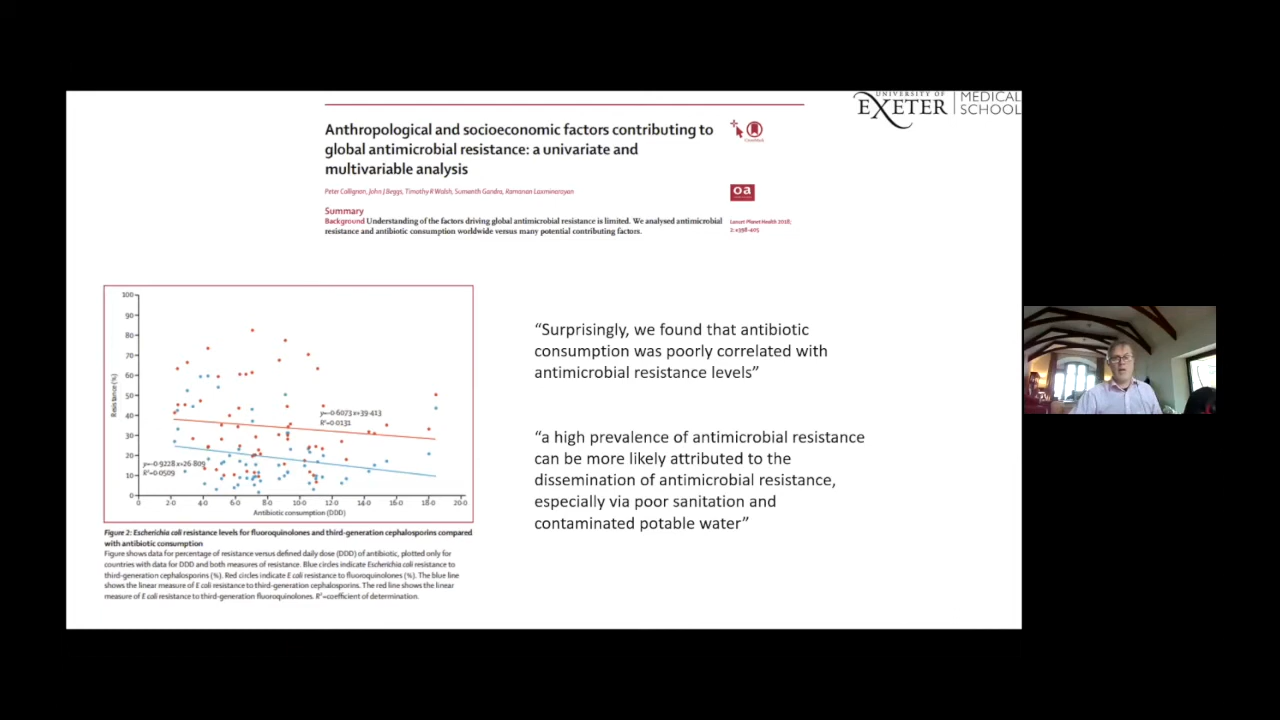 UNIVERSITY OF
EXETER
MEDICAL
SCHOOL
Anthropological and socioeconomic factors contributing to
global antimicrobial resistance: a univariate and
multivariable analysis
Peter Collignon, John J Beggs, Timothy R Walsh, Sumanth Gandra, Ramanan Laxminarayan
oa
Summary
Background Understanding of the factors driving global antimicrobial resistance is limited. We analysed antimicrobial
resistance and antibiotic consumption worldwide versus many potential contributing factors.
Lancet Planet Health 2018;
2: e398-405
100
90
80
70
60
50
40
30
20
10
0
Resistance (%)
y=-0·6073x+39·413
R²=0·0131
y=-0·9228x+26·809
R²=0·0509
0
2·0
4·0
6·0
8·0
10·0
12·0
14·0
16·0
18·0
20·0
Antibiotic consumption (DDD)
Figure 2: Escherichia coli resistance levels for fluoroquinolones and third-generation cephalosporins compared
with antibiotic consumption
Figure shows data for percentage of resistance versus defined daily dose (DDD) of antibiotic, plotted only for
countries with data for DDD and both measures of resistance. Blue circles indicate Escherichia coli resistance to
third-generation cephalosporins (%). Red circles indicate E coli resistance to fluoroquinolones (%). The blue line
shows the linear measure of E coli resistance to third-generation cephalosporins. The red line shows the linear
measure of E coli resistance to third-generation fluoroquinolones. R²=coefficient of determination.
“Surprisingly, we found that antibiotic
consumption was poorly correlated with
antimicrobial resistance levels”
“a high prevalence of antimicrobial resistance
can be more likely attributed to the
dissemination of antimicrobial resistance,
especially via poor sanitation and
contaminated potable water”